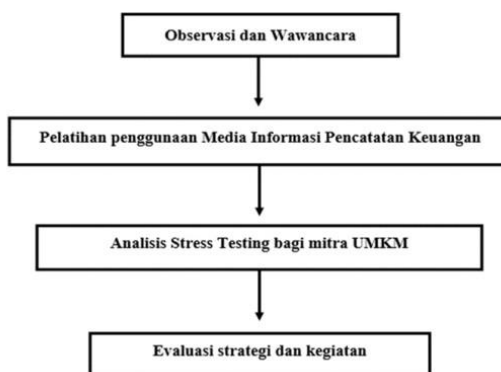 Observasi dan Wawancara
Pelatihan penggunaan Media Informasi Pencatatan Keuangan
Analisis Stress Testing bagi mitra UMKM
Evaluasi strategi dan kegiatan